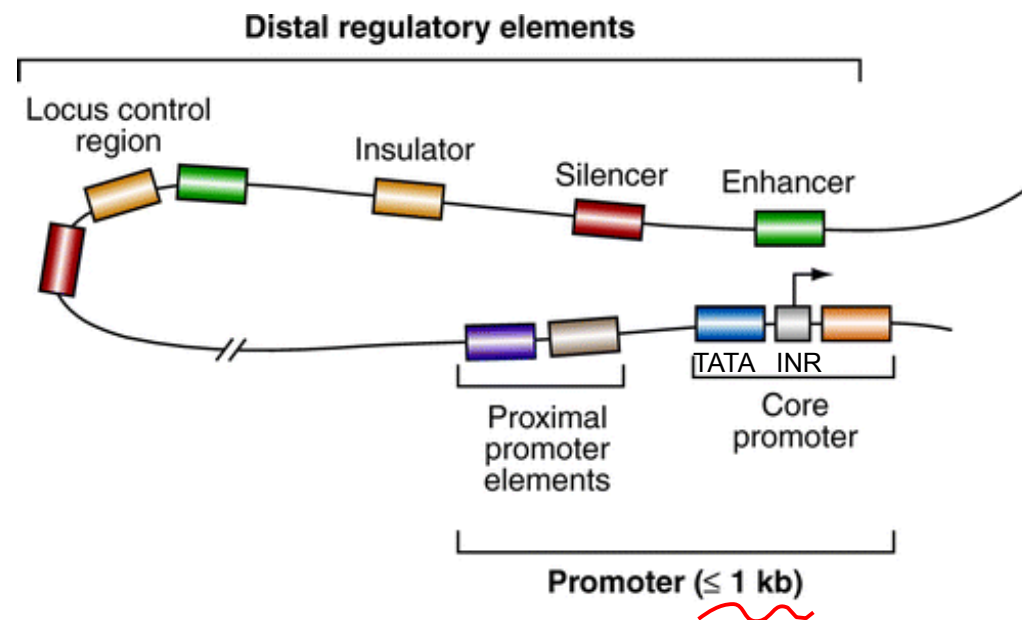 Distal regulatory elements
Locus control
region
Insulator
Silencer
Enhancer
TATA INR
Proximal
promoter
elements
Core
promoter
Promoter (≤ 1 kb)